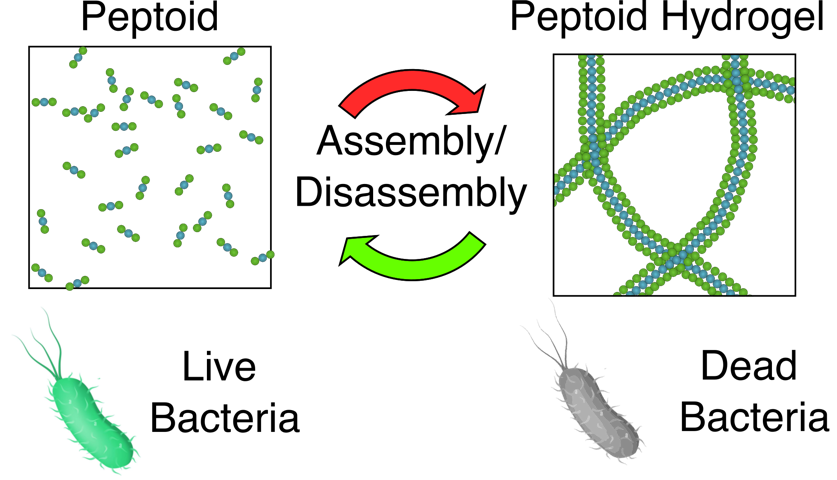 Peptoid
Peptoid Hydrogel
Assembly/
Disassembly
Live
Bacteria
Dead
Bacteria